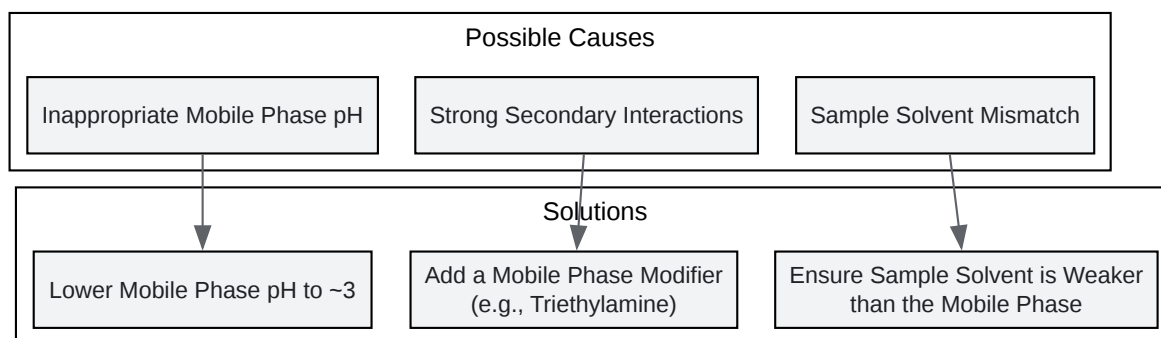 Possible Causes
Inappropriate Mobile Phase pH
Strong Secondary Interactions
Sample Solvent Mismatch
Solutions
Lower Mobile Phase pH to ~3
Add a Mobile Phase Modifier
(e.g., Triethylamine)
Ensure Sample Solvent is Weaker
than the Mobile Phase